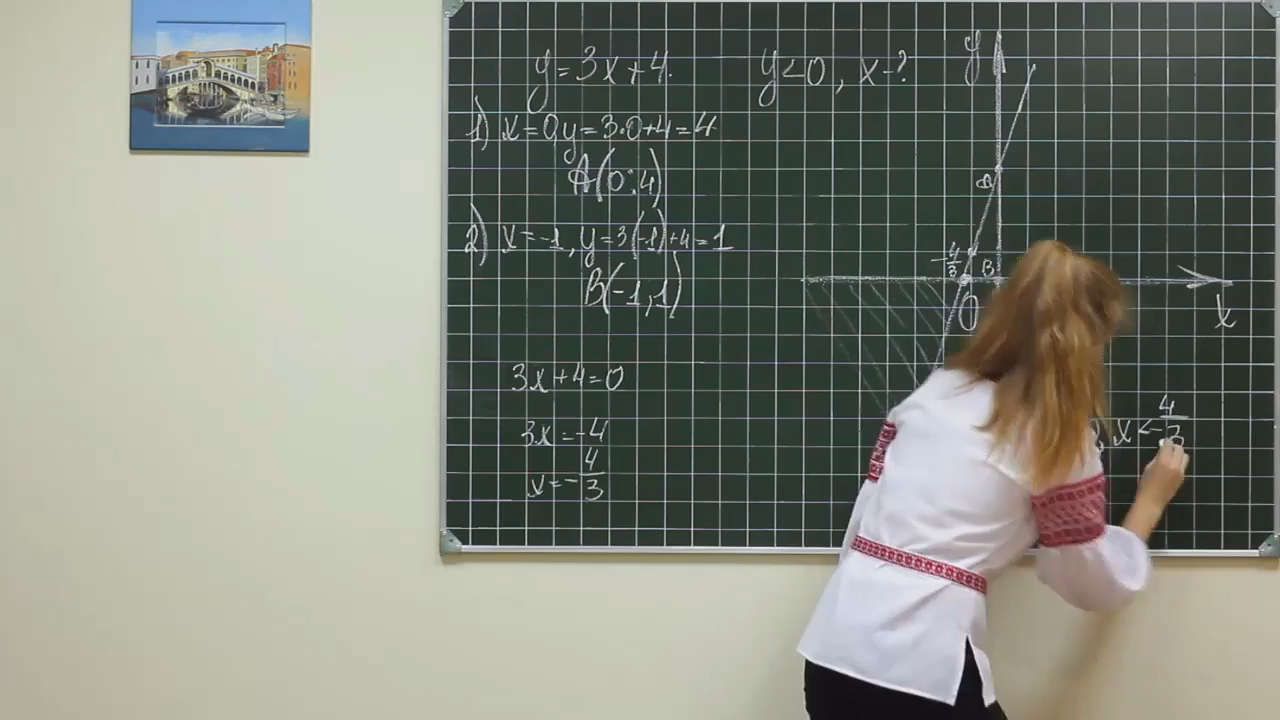 y=3x+4.
y<0, x-?
1) x=0, y=3·0+4=4
A(0;4)
2) x=-1, y=3(-1)+4=1
B(-1;1)
3x+4=0
3x=-4
x=-4/3
y
A
-4/3
B
0
x
, x<-4/3